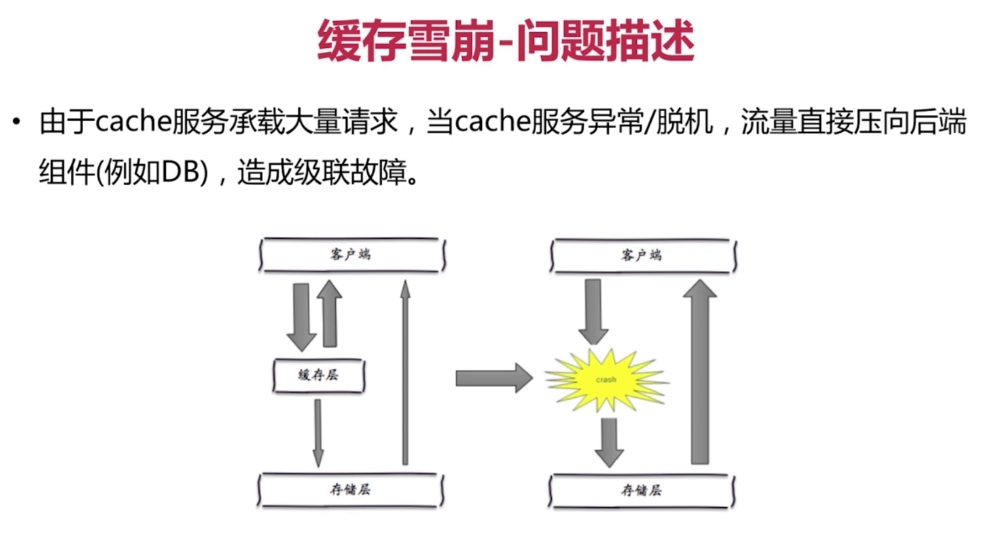 缓存雪崩-问题描述
• 由于cache服务承载大量请求，当cache服务异常/脱机，流量直接压向后端
组件(例如DB)，造成级联故障。
客户端
客户端
缓存层
crash
存储层
存储层